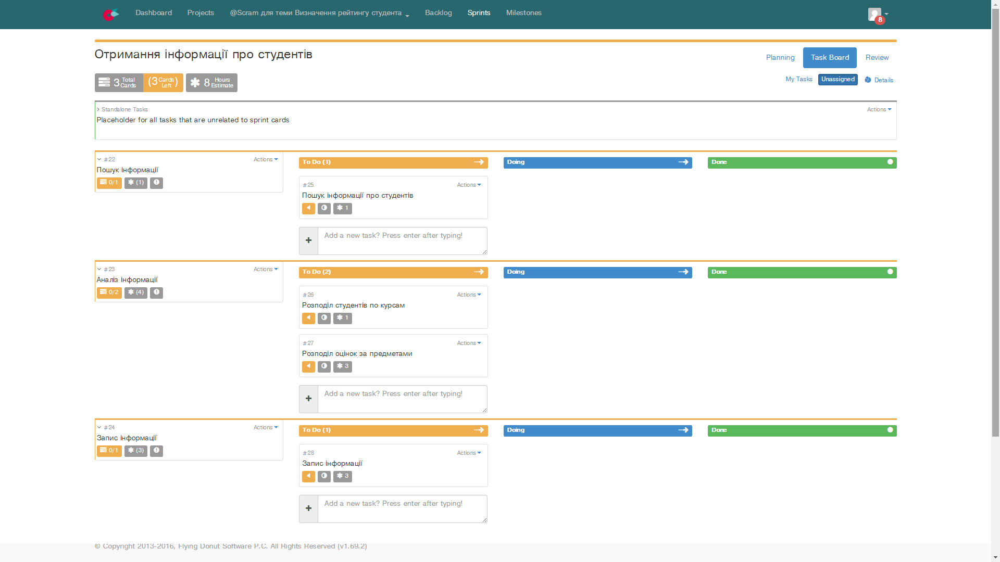 Dashboard Projects @Scram для теми Визначення рейтингу студента Backlog Sprints Milestones
8
Отримання інформації про студентів
Planning Task Board Review
3 Total Cards (3 Cards Left) 8 Hours Estimate
My Tasks Unassigned Details
Standalone Tasks Actions
Placeholder for all tasks that are unrelated to sprint cards
#22 Actions
Пошук інформації
0/1 (1)
To Do (1) Doing Done
#25 Actions
Пошук інформації про студентів
1
Add a new task? Press enter after typing!
#23 Actions
Аналіз інформації
0/2 (4)
To Do (2) Doing Done
#26 Actions
Розподіл студентів по курсам
1
#27 Actions
Розподіл оцінок за предметами
3
Add a new task? Press enter after typing!
#24 Actions
Запис інформації
0/1 (3)
To Do (1) Doing Done
#28 Actions
Запис інформації
3
Add a new task? Press enter after typing!
© Copyright 2013-2016, Flying Donut Software P.C. All Rights Reserved (v1.69.2)